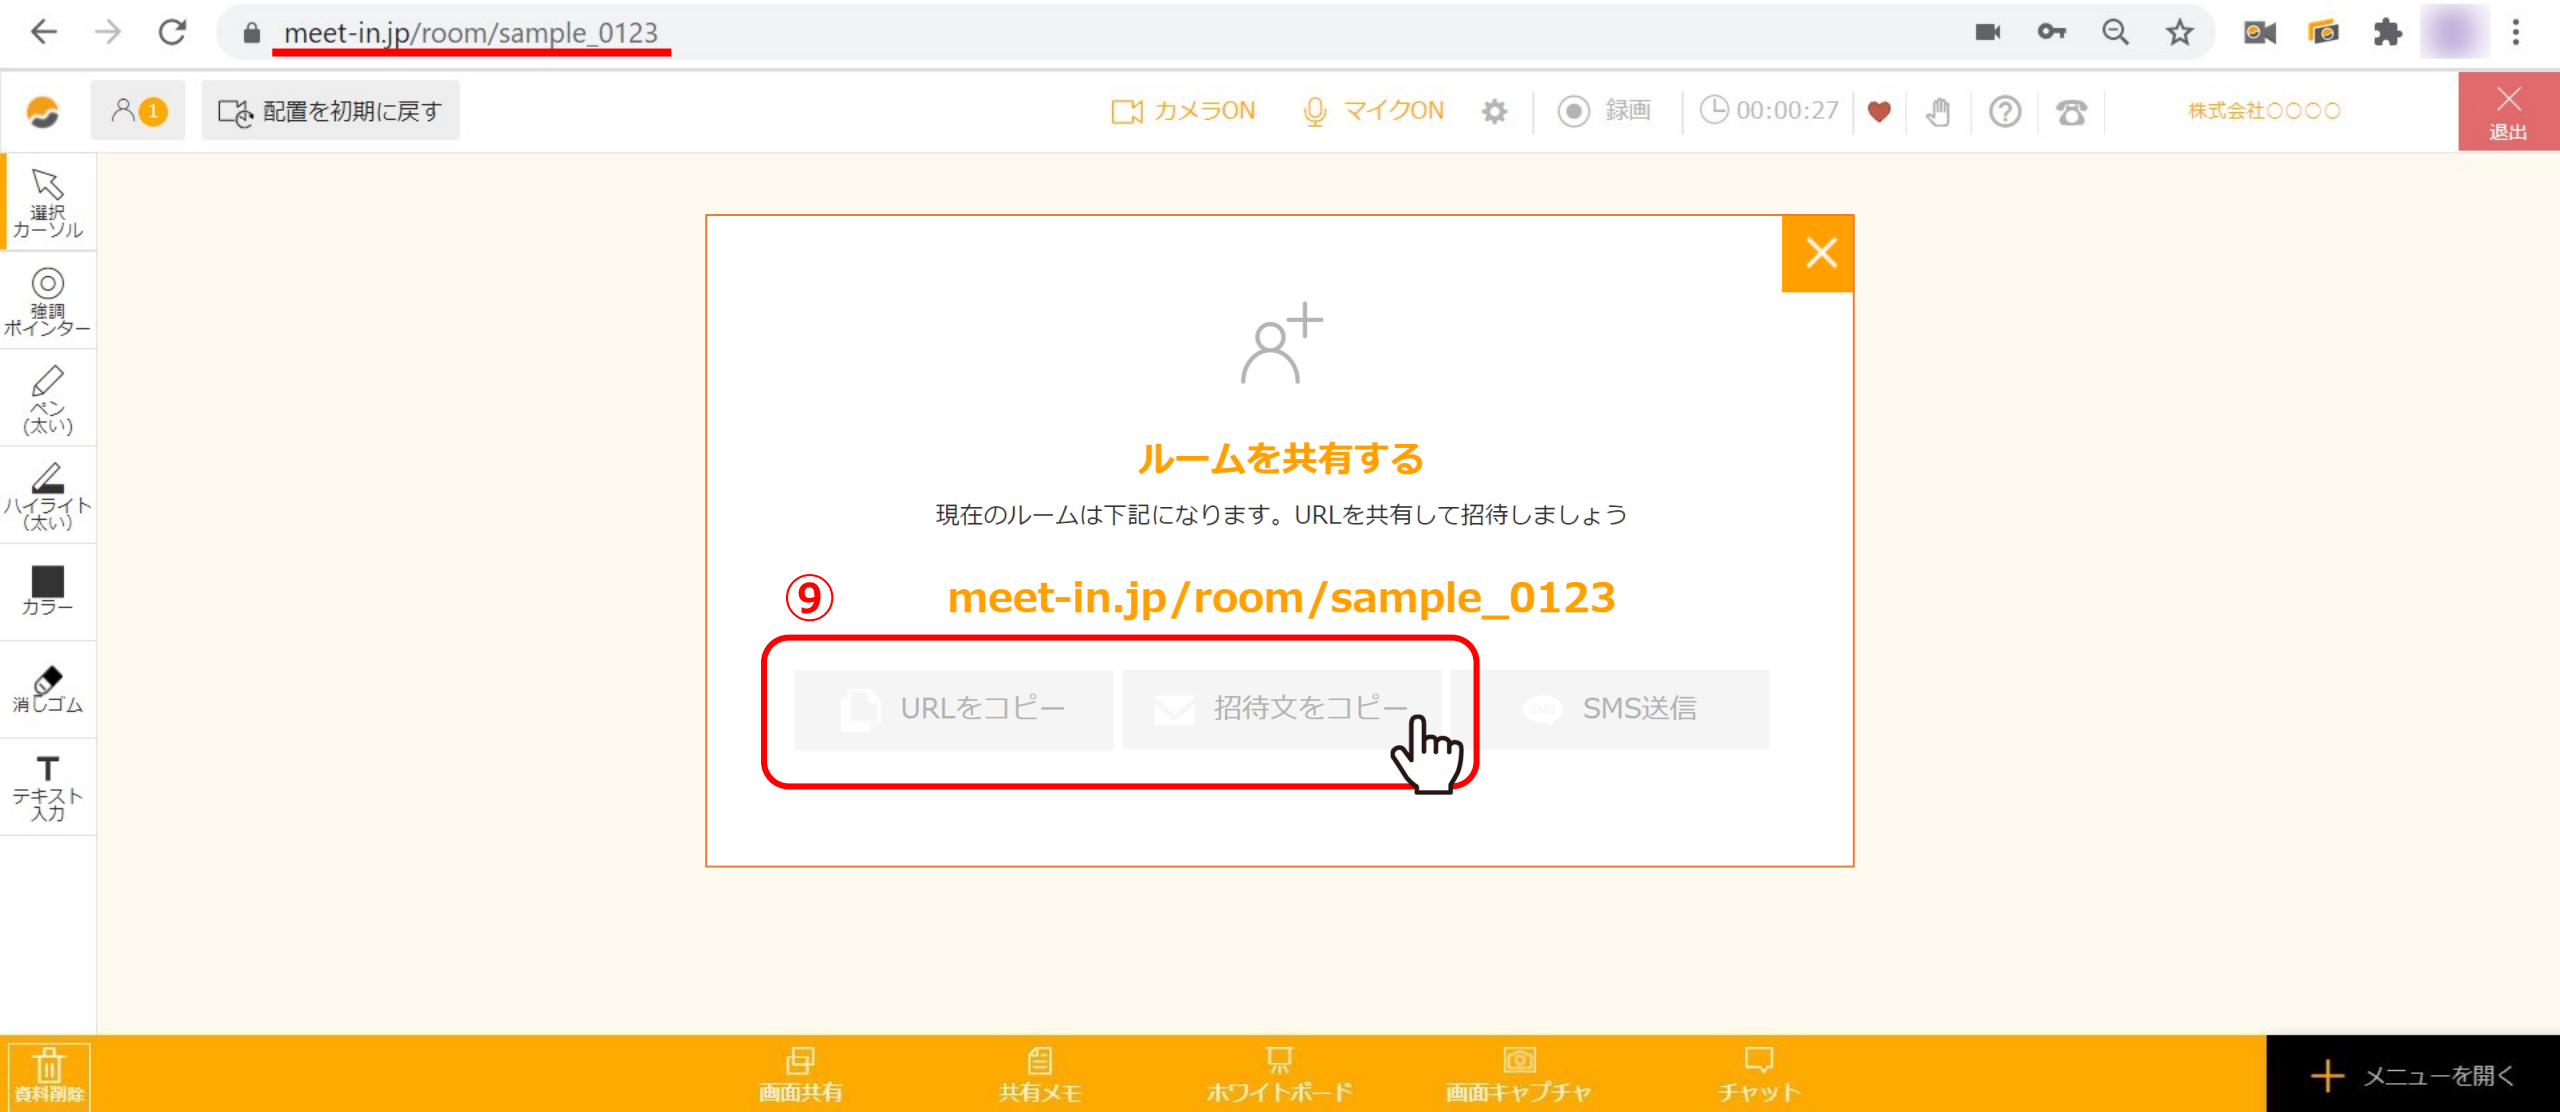 meet-in.jp/room/sample_0123
1
配置を初期に戻す
カメラON
マイクON
録画
00:00:27
株式会社○○○○
退出
選択
カーソル
強調
ポインター
ペン
(太い)
ハイライト
(太い)
カラー
消しゴム
T
テキスト
入力
ルームを共有する
現在のルームは下記になります。URLを共有して招待しましょう
⑨
meet-in.jp/room/sample_0123
URLをコピー
招待文をコピー
SMS
SMS送信
資料削除
画面共有
共有メモ
ホワイトボード
画面キャプチャ
チャット
メニューを開く